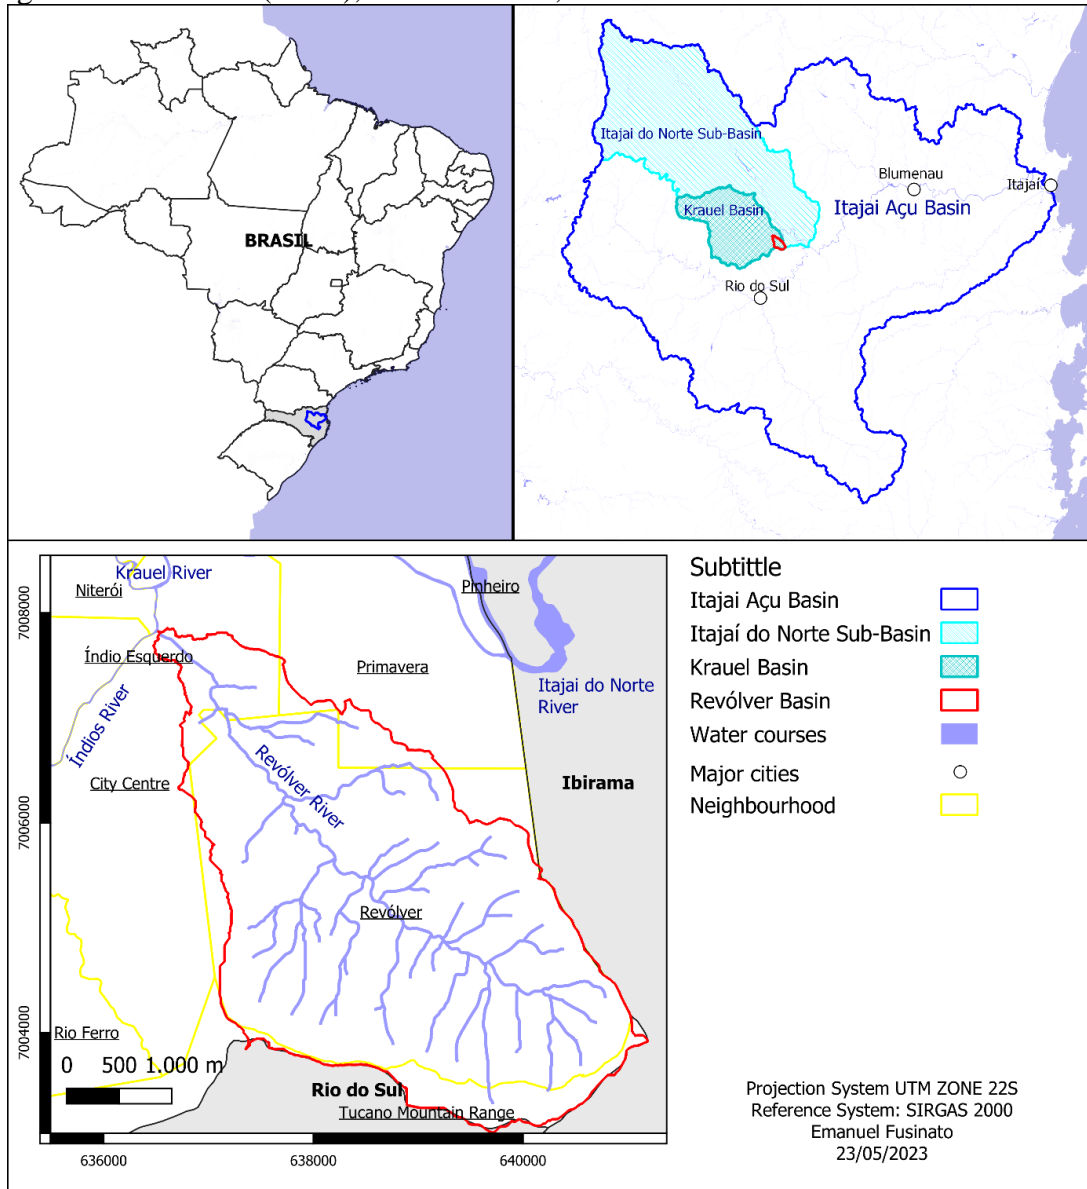 BRASIL
Itajai do Norte Sub-Basin
Blumenau
Itajaí
Krauel Basin
Itajai Açu Basin
Rio do Sul
7008000
7006000
7004000
Krauel River
Niterói
Pinheiro
Índio Esquerdo
Primavera
Itajai do Norte
River
Índios River
City Centre
Revólver River
Ibirama
Revólver
Rio Ferro
0 500 1.000 m
Rio do Sul
Tucano Mountain Range
636000 638000 640000
Subtittle
Itajai Açu Basin
Itajaí do Norte Sub-Basin
Krauel Basin
Revólver Basin
Water courses
Major cities
Neighbourhood
Projection System UTM ZONE 22S
Reference System: SIRGAS 2000
Emanuel Fusinato
23/05/2023